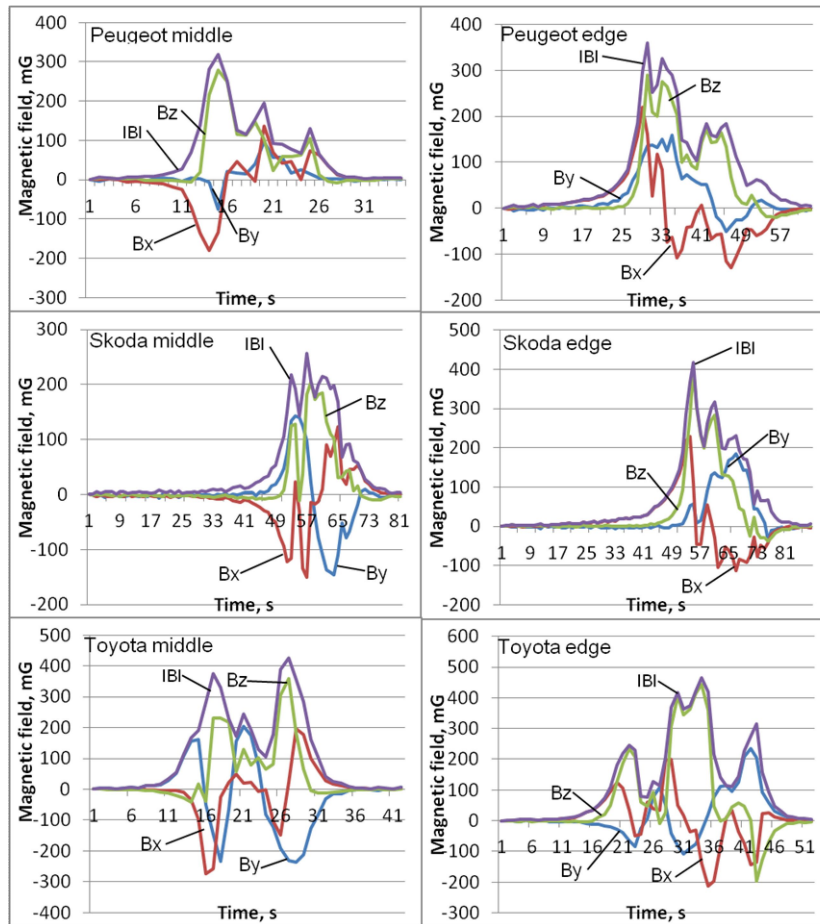 Peugeot middle
Magnetic field, mG
400
300
200
100
0
-100
-200
-300
IBI
Bz
Bx
By
1 6 11 16 21 26 31
Time, s
Peugeot edge
Magnetic field, mG
400
300
200
100
0
-100
-200
IBI
Bz
By
Bx
1 9 17 25 33 41 49 57
Time, s
Skoda middle
Magnetic field, mG
300
200
100
0
-100
-200
IBI
Bz
Bx
By
1 9 17 25 33 41 49 57 65 73 81
Time, s
Skoda edge
Magnetic field, mG
500
400
300
200
100
0
-100
-200
IBI
By
Bz
Bx
1 9 17 25 33 41 49 57 65 73 81
Time, s
Toyota middle
Magnetic field, mG
500
400
300
200
100
0
-100
-200
-300
-400
IBI
Bz
Bx
By
1 6 11 16 21 26 31 36 41
Time, s
Toyota edge
Magnetic field, mG
600
500
400
300
200
100
0
-100
-200
-300
IBI
Bz
By
Bx
1 6 11 16 21 26 31 36 41 46 51
Time, s